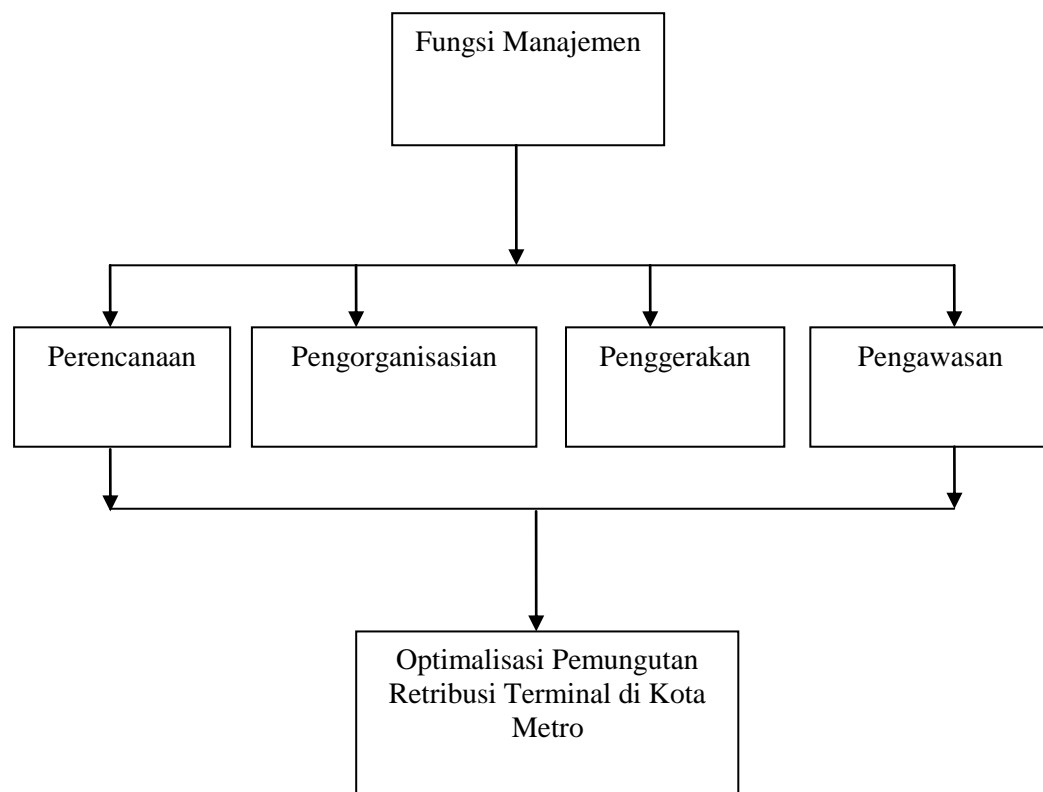 Fungsi Manajemen
Perencanaan
Pengorganisasian
Penggerakan
Pengawasan
Optimalisasi Pemungutan
Retribusi Terminal di Kota
Metro